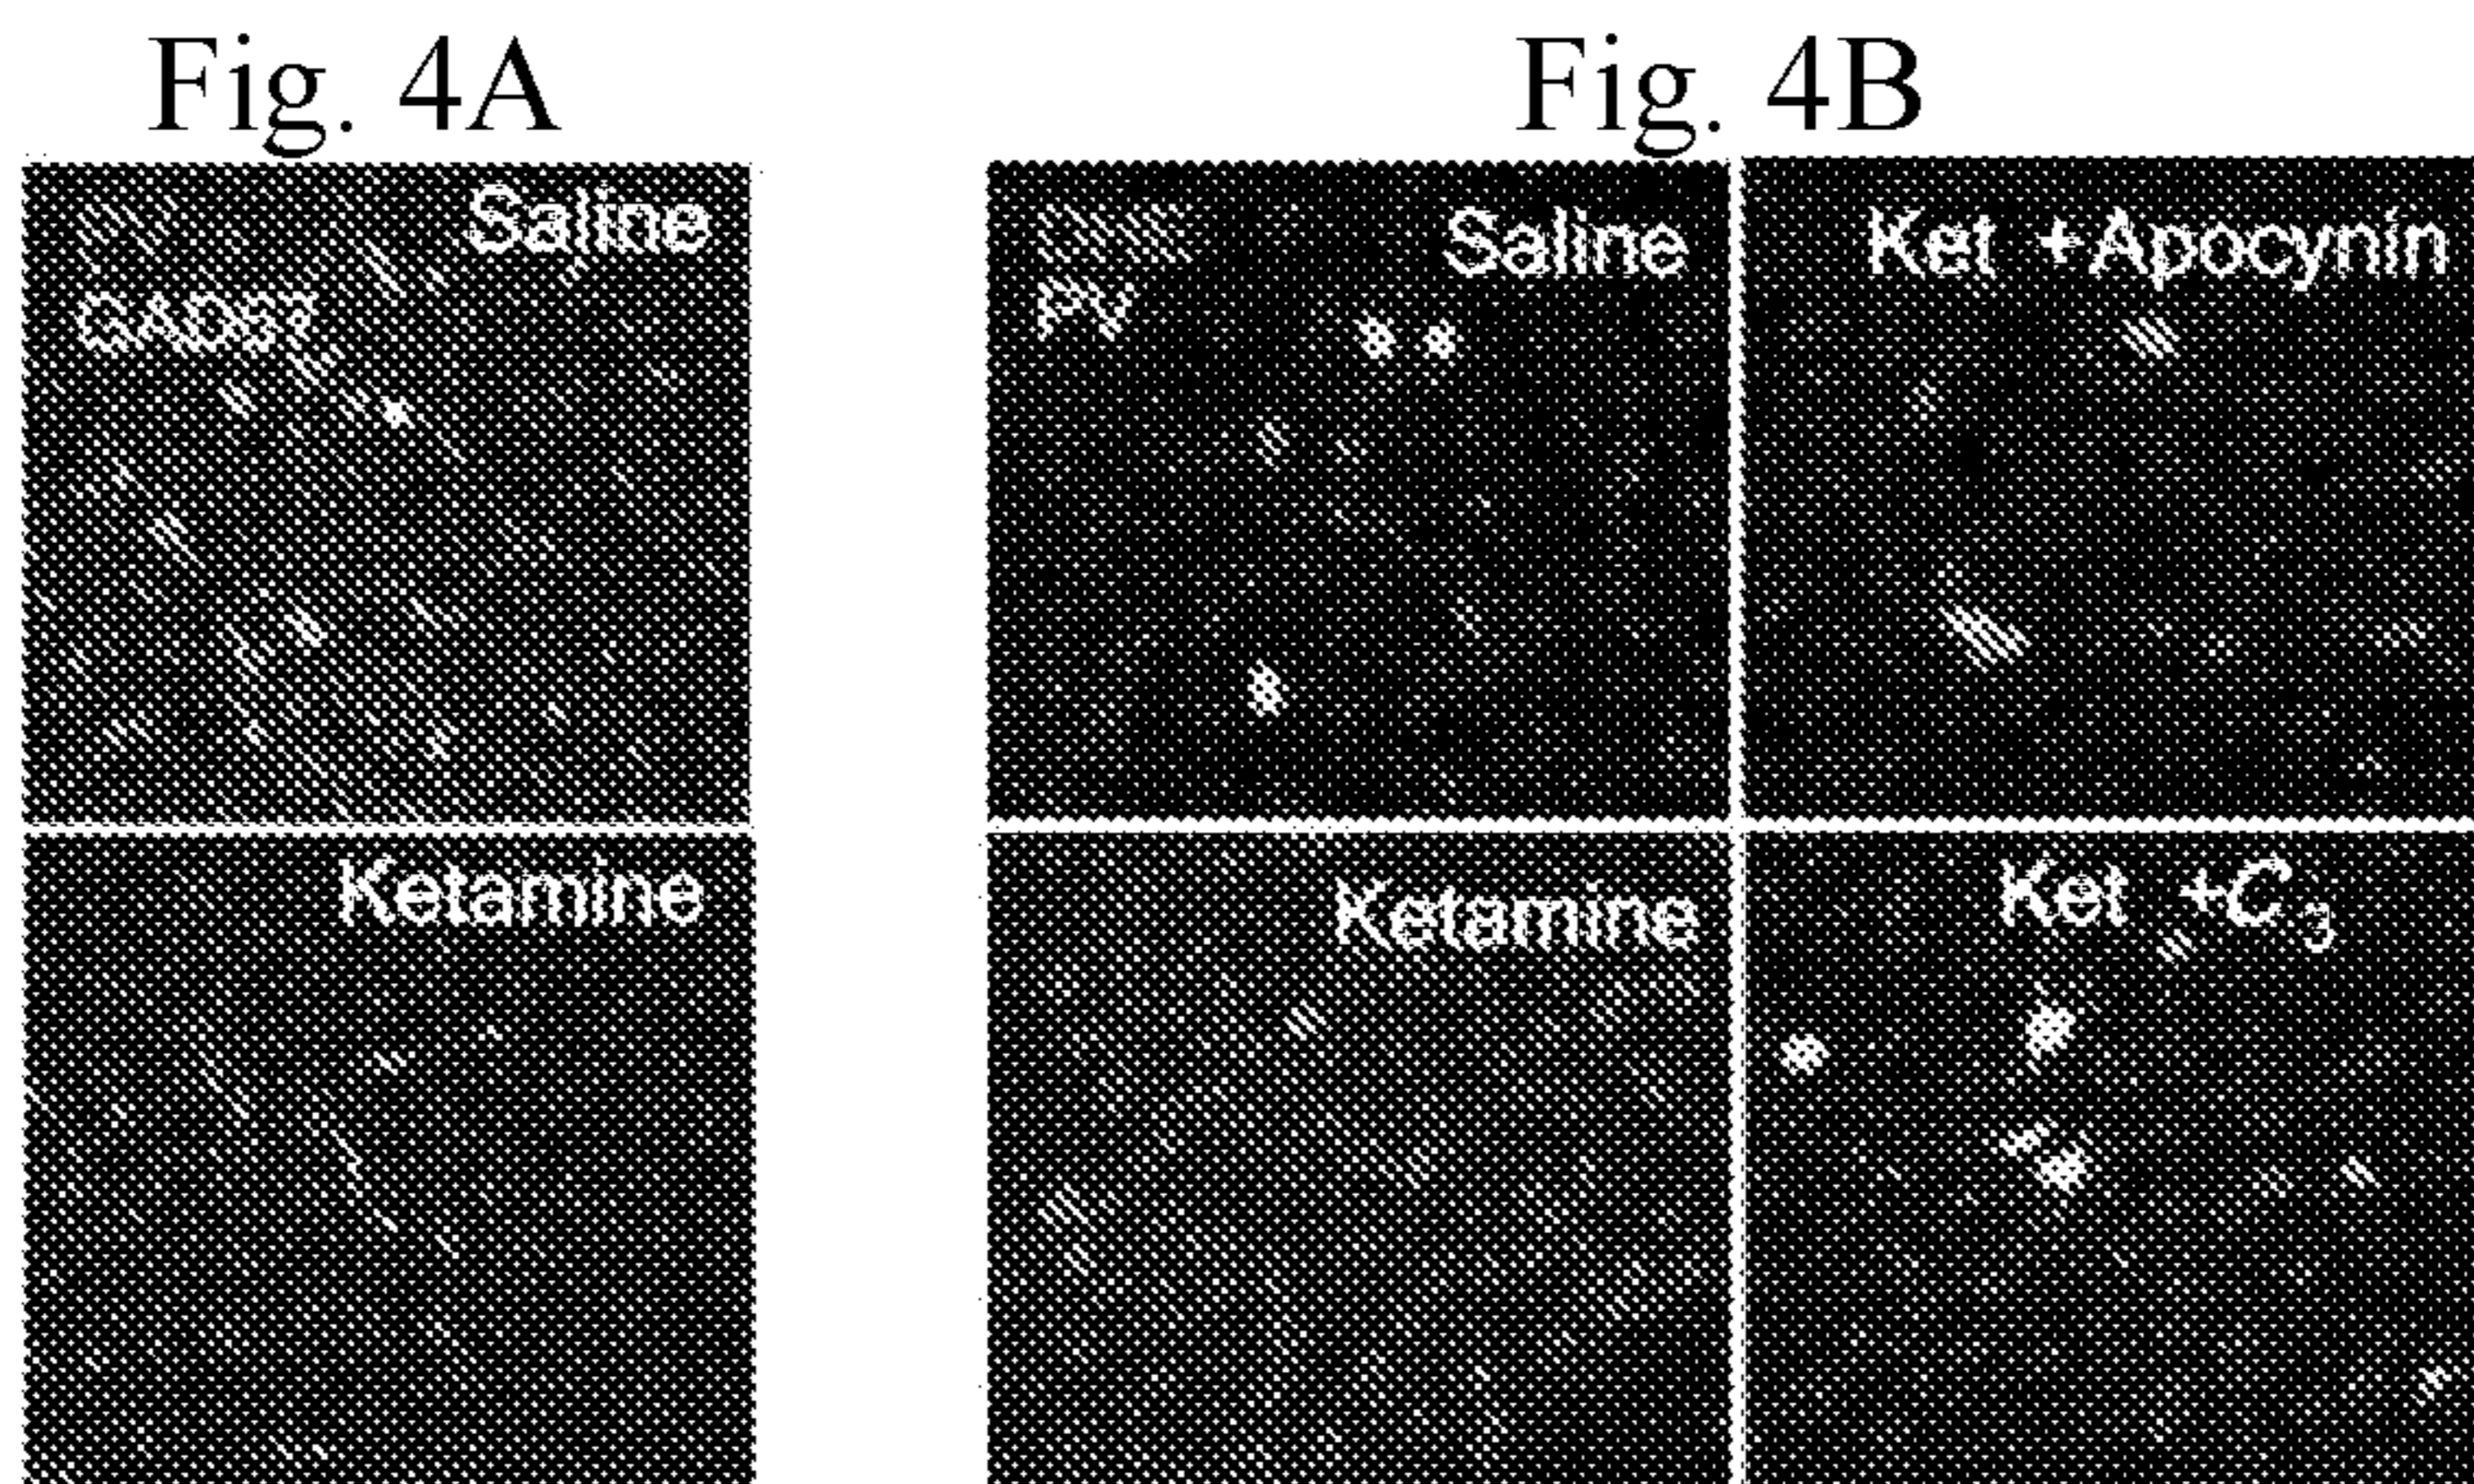 Fig. 4A
Saline
GAD67
Ketamine
Fig. 4B
Saline
PV
Ket +Apocynin
Ketamine
Ket +C3